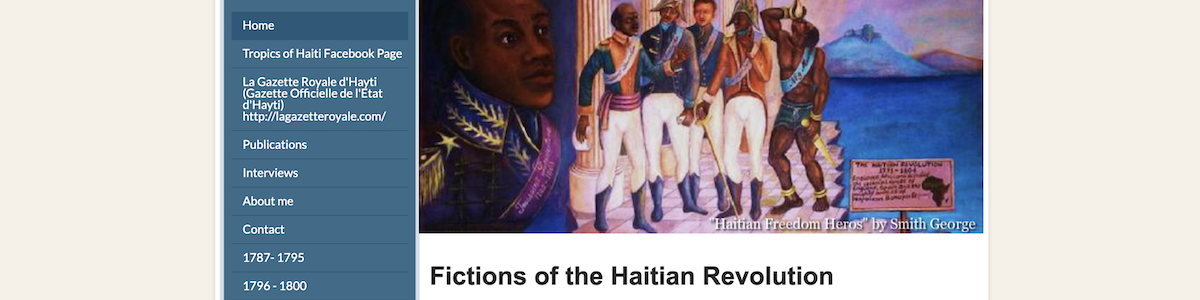 Home
Tropics of Haiti Facebook Page
La Gazette Royale d'Hayti
(Gazette Officielle de l'État
d'Hayti)
http://lagazetteroyale.com/
Publications
Interviews
About me
Contact
1787- 1795
1796 - 1800
THE HAITIAN REVOLUTION
1791 - 1804
"Haitian Freedom Heros" by Smith George
Fictions of the Haitian Revolution